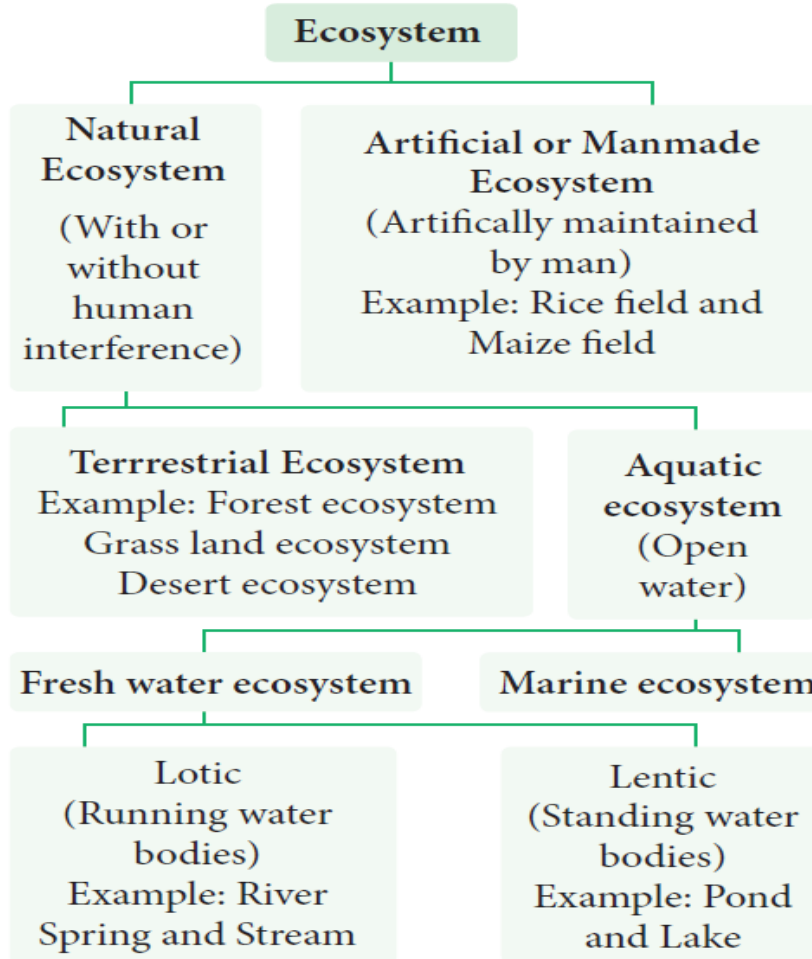 Ecosystem
Natural
Ecosystem
(With or
without
human
interference)
Artificial or Manmade
Ecosystem
(Artifically maintained
by man)
Example: Rice field and
Maize field
Terrrestrial Ecosystem
Example: Forest ecosystem
Grass land ecosystem
Desert ecosystem
Aquatic
ecosystem
(Open
water)
Fresh water ecosystem
Marine ecosystem
Lotic
(Running water
bodies)
Example: River
Spring and Stream
Lentic
(Standing water
bodies)
Example: Pond
and Lake